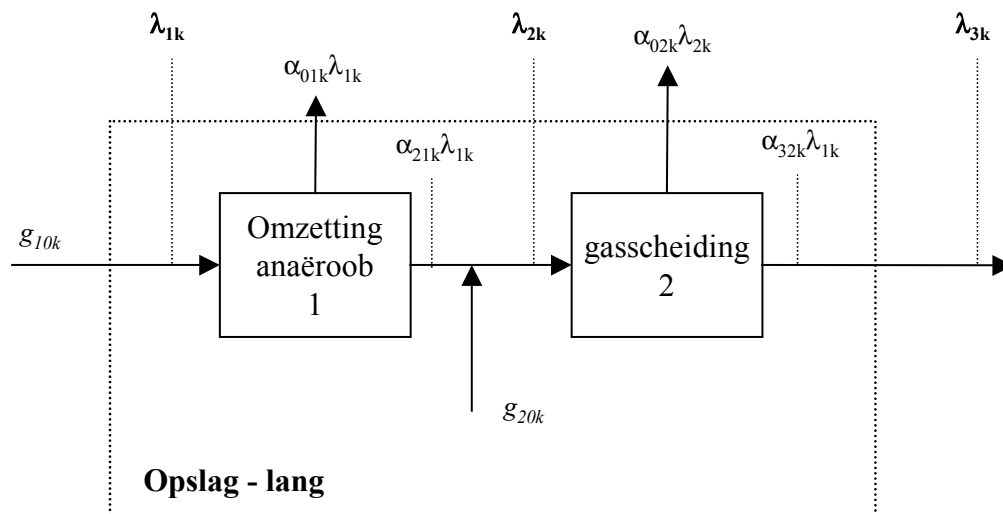 λ1k
λ2k
λ3k
α01kλ1k
α02kλ2k
α21kλ1k
α32kλ1k
g10k
Omzetting
anaëroob
1
gasscheiding
2
g20k
Opslag - lang